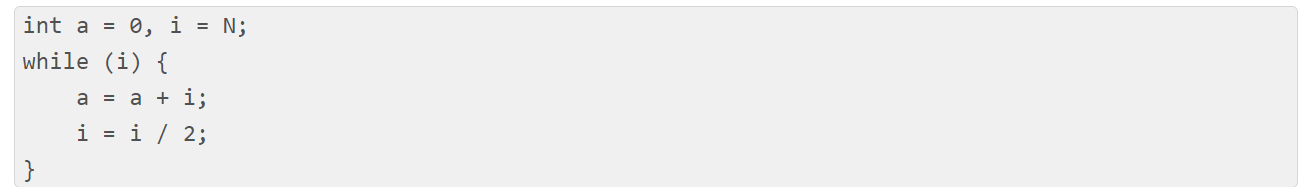 int a = 0, i = N;
while (i) {
    a = a + i;
    i = i / 2;
}